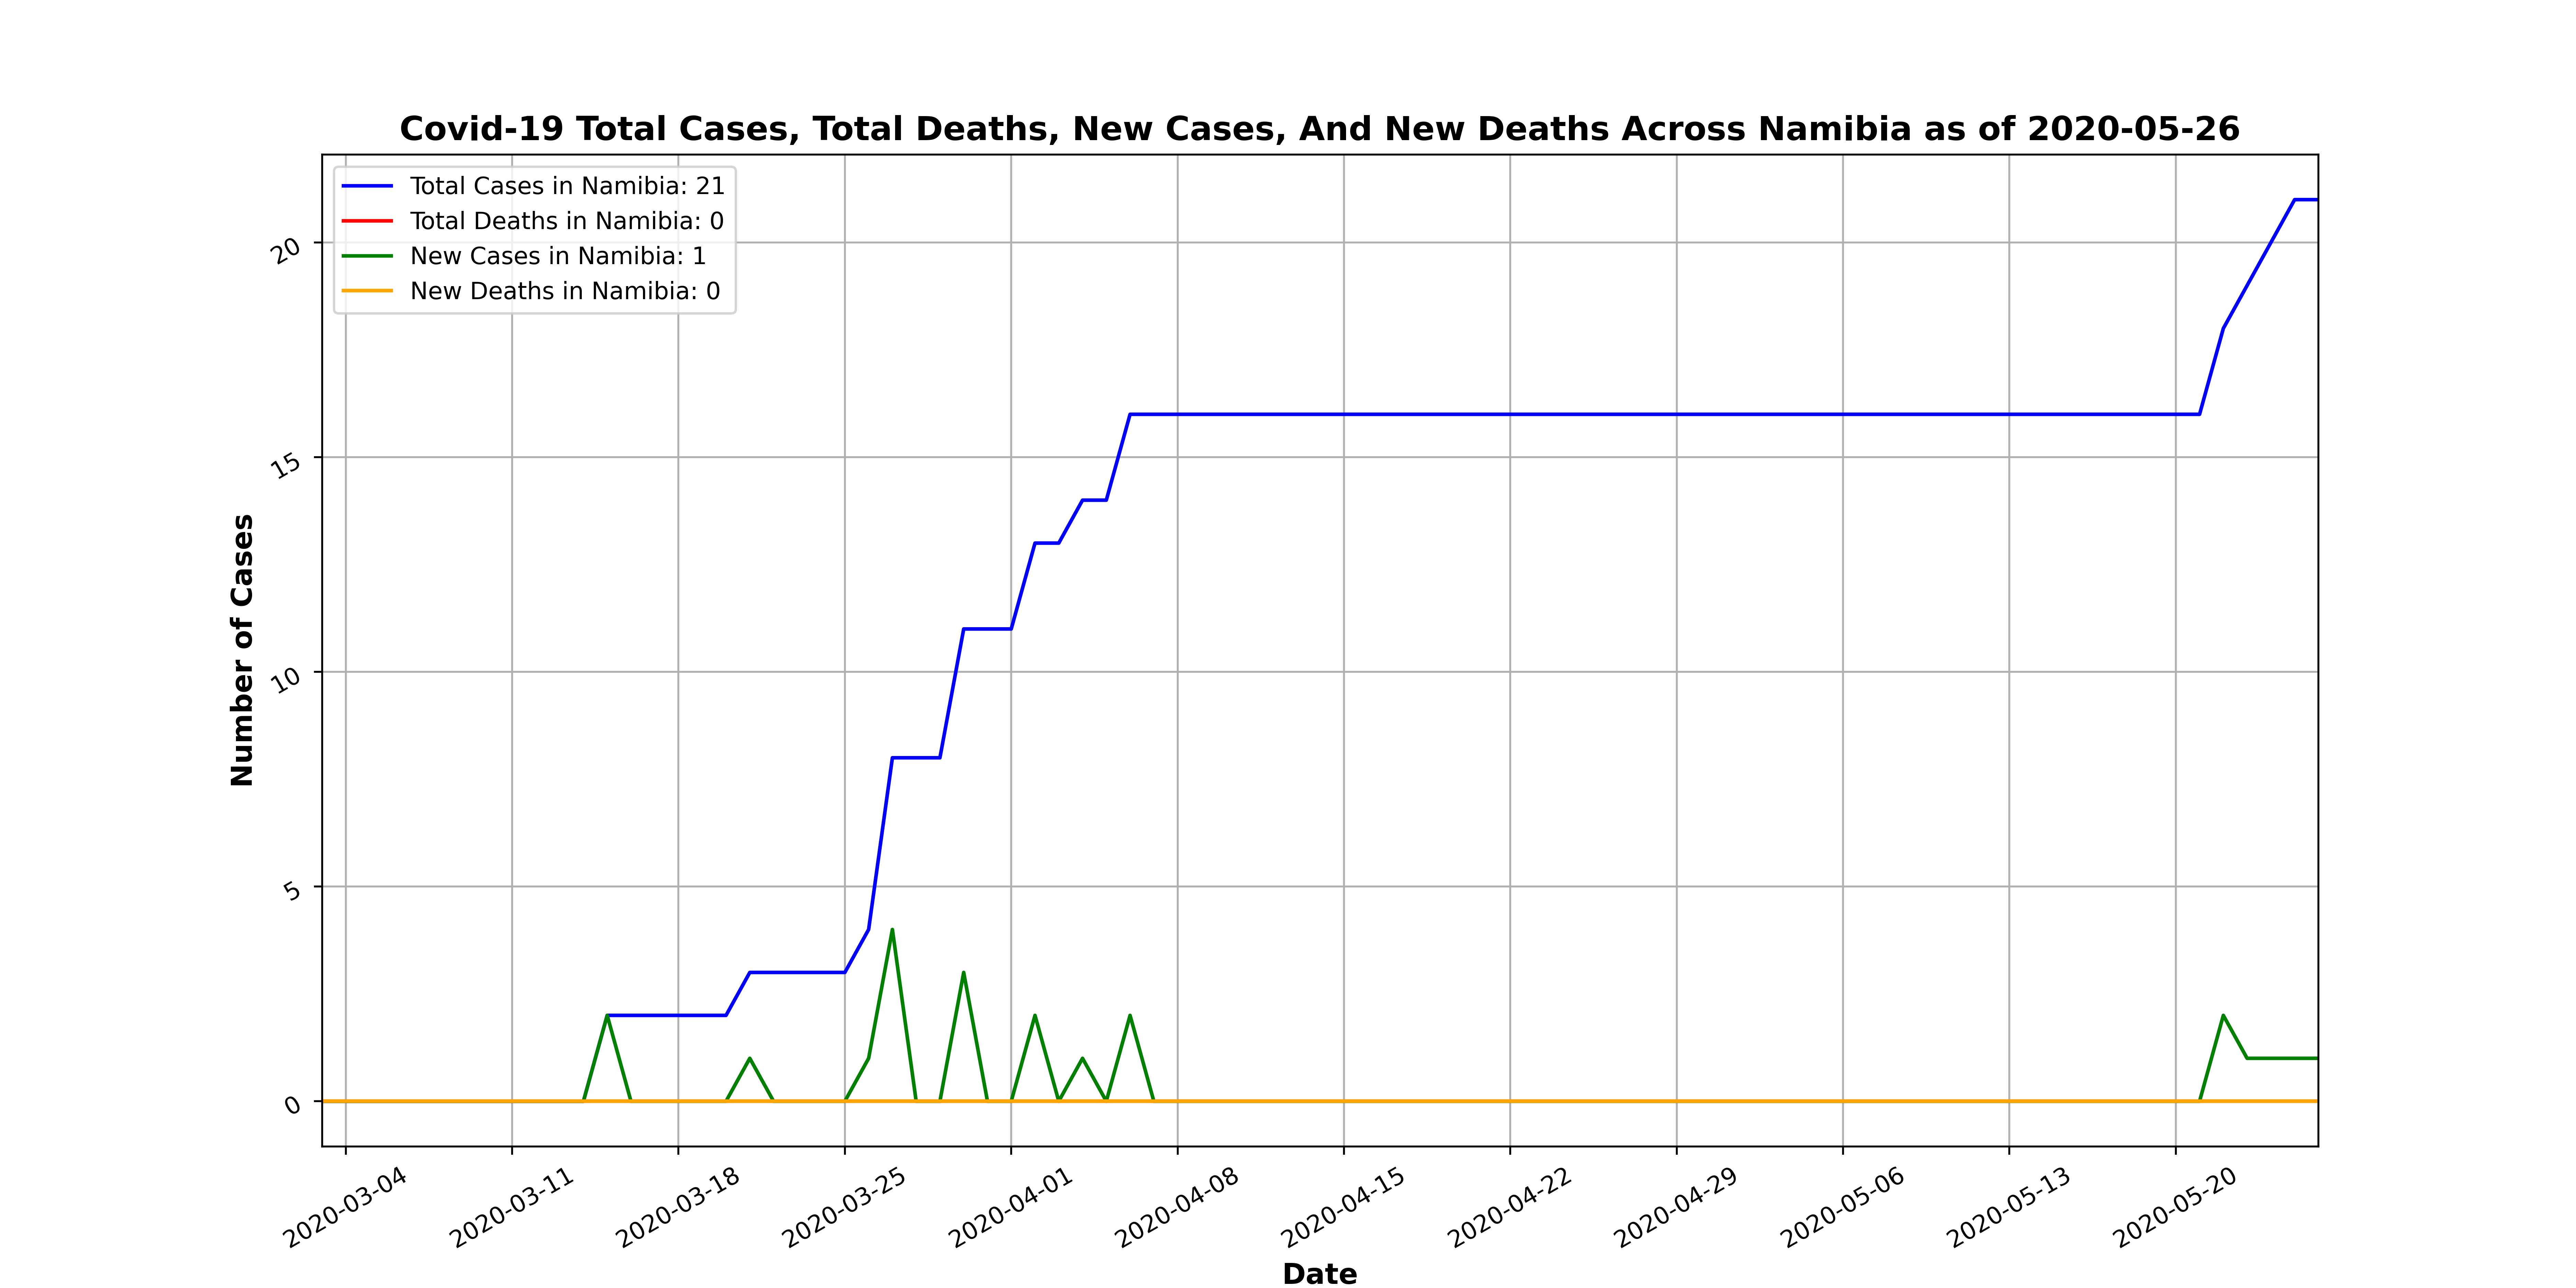 Covid-19 Total Cases, Total Deaths, New Cases, And New Deaths Across Namibia as of 2020-05-26
Total Cases in Namibia: 21
Total Deaths in Namibia: 0
New Cases in Namibia: 1
New Deaths in Namibia: 0
Number of Cases
20
15
10
5
0
2020-03-04
2020-03-11
2020-03-18
2020-03-25
2020-04-01
2020-04-08
2020-04-15
2020-04-22
2020-04-29
2020-05-06
2020-05-13
2020-05-20
Date